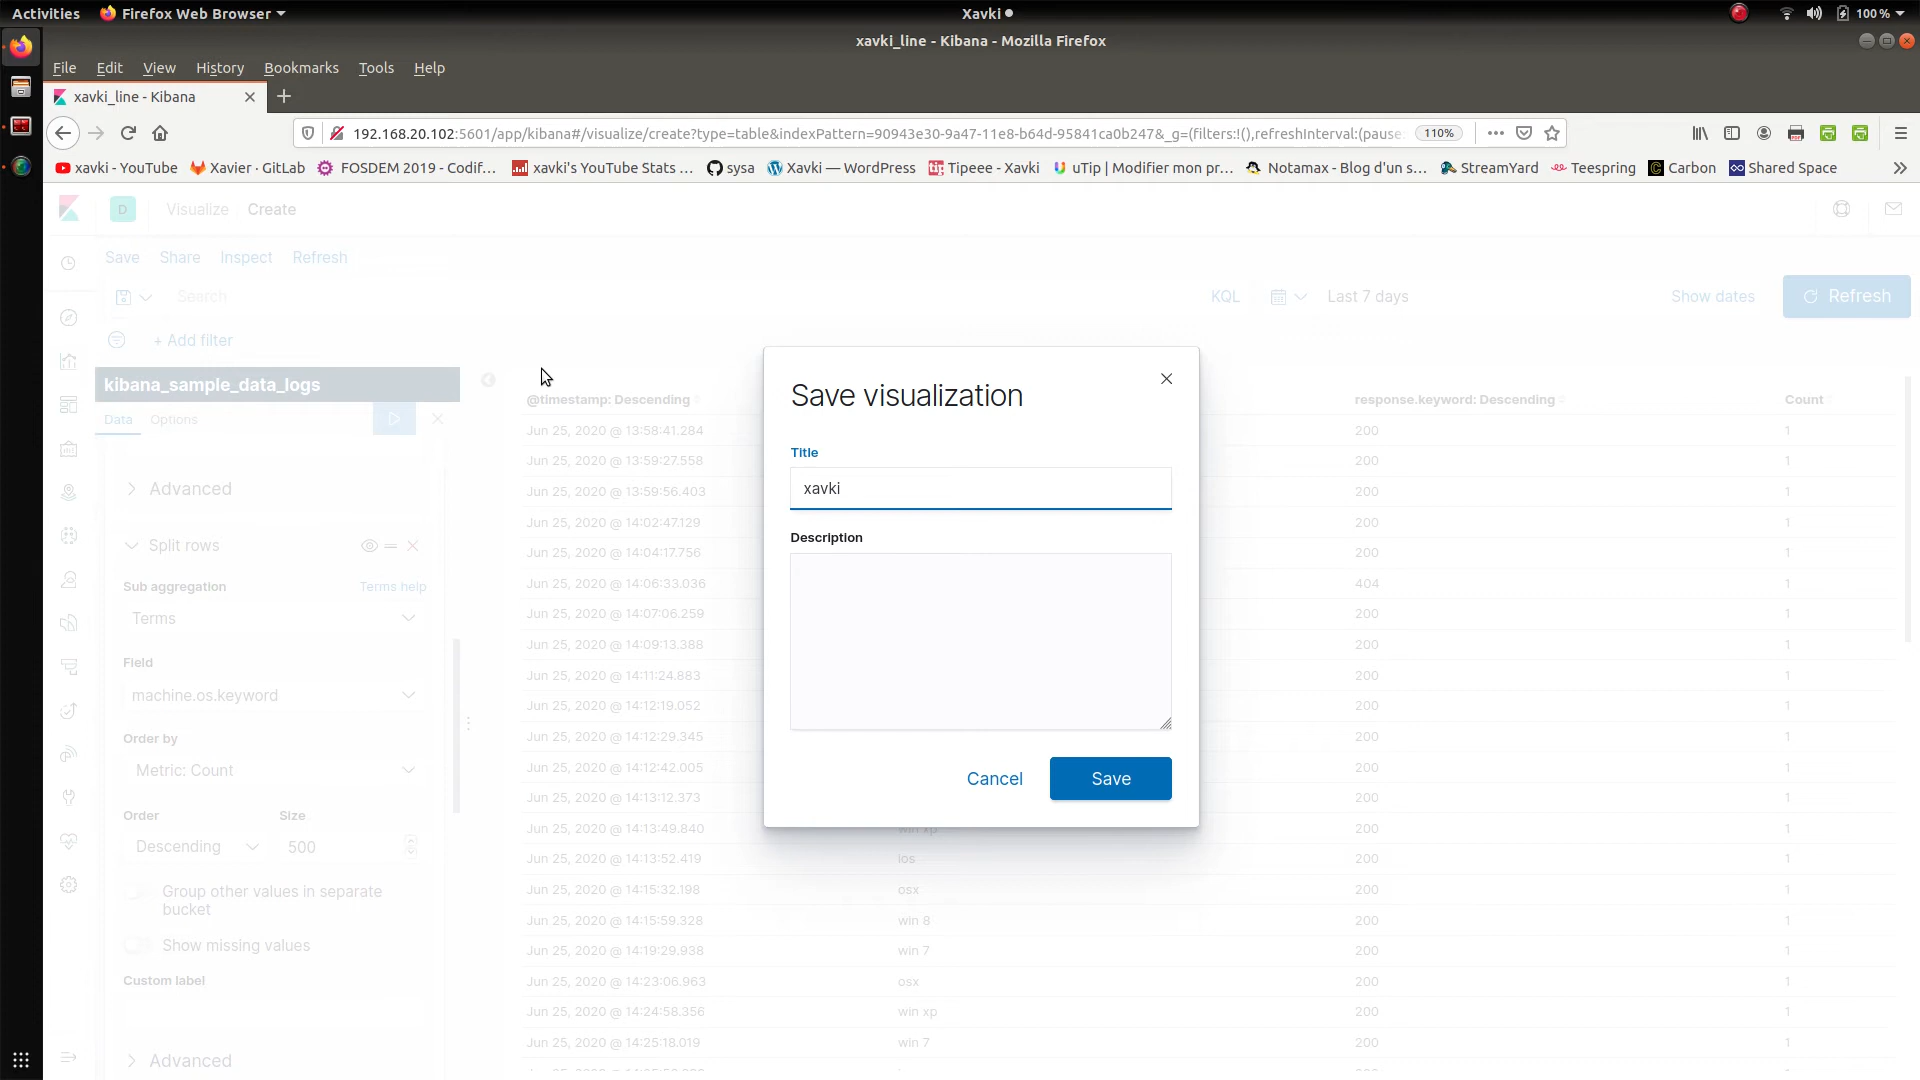 Activities Firefox Web Browser Xavki 100 %
xavki_line - Kibana - Mozilla Firefox
File Edit View History Bookmarks Tools Help
xavki_line - Kibana
192.168.20.102:5601/app/kibana#/visualize/create?type=table&indexPattern=90943e30-9a47-11e8-b64d-95841ca0b247&_g=(filters:!(),refreshInterval:(pause: 110%
xavki - YouTube Xavier · GitLab FOSDEM 2019 - Codif... xavki's YouTube Stats ... sysa Xavki — WordPress Tipeee - Xavki uTip | Modifier mon pr... Notamax - Blog d'un s... StreamYard Teespring Carbon Shared Space
D Visualize Create
Save Share Inspect Refresh
Search KQL Last 7 days Show dates Refresh
+ Add filter
kibana_sample_data_logs
Data Options
Advanced
Split rows
Sub aggregation Terms help
Terms
Field
machine.os.keyword
Order by
Metric: Count
Order Size
Descending 500
Group other values in separate
bucket
Show missing values
Custom label
Advanced
@timestamp: Descending response.keyword: Descending Count
Jun 25, 2020 @ 13:58:41.284 200 1
Jun 25, 2020 @ 13:59:27.558 200 1
Jun 25, 2020 @ 13:59:56.403 200 1
Jun 25, 2020 @ 14:02:47.129 200 1
Jun 25, 2020 @ 14:04:17.756 200 1
Jun 25, 2020 @ 14:06:33.036 404 1
Jun 25, 2020 @ 14:07:06.259 200 1
Jun 25, 2020 @ 14:09:13.388 200 1
Jun 25, 2020 @ 14:11:24.883 200 1
Jun 25, 2020 @ 14:12:19.052 200 1
Jun 25, 2020 @ 14:12:29.345 200 1
Jun 25, 2020 @ 14:12:42.005 200 1
Jun 25, 2020 @ 14:13:12.373 200 1
Jun 25, 2020 @ 14:13:49.840 win xp 200 1
Jun 25, 2020 @ 14:13:52.419 ios 200 1
Jun 25, 2020 @ 14:15:32.198 osx 200 1
Jun 25, 2020 @ 14:15:59.328 win 8 200 1
Jun 25, 2020 @ 14:19:29.938 win 7 200 1
Jun 25, 2020 @ 14:23:06.963 osx 200 1
Jun 25, 2020 @ 14:24:58.356 win xp 200 1
Jun 25, 2020 @ 14:25:18.019 win 7 200 1
Save visualization
Title
xavki
Description
Cancel Save